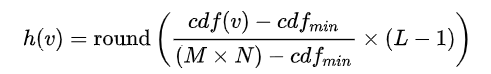 h(v) = round ( (cdf(v) − cdf_min) / ((M × N) − cdf_min) × (L − 1) )